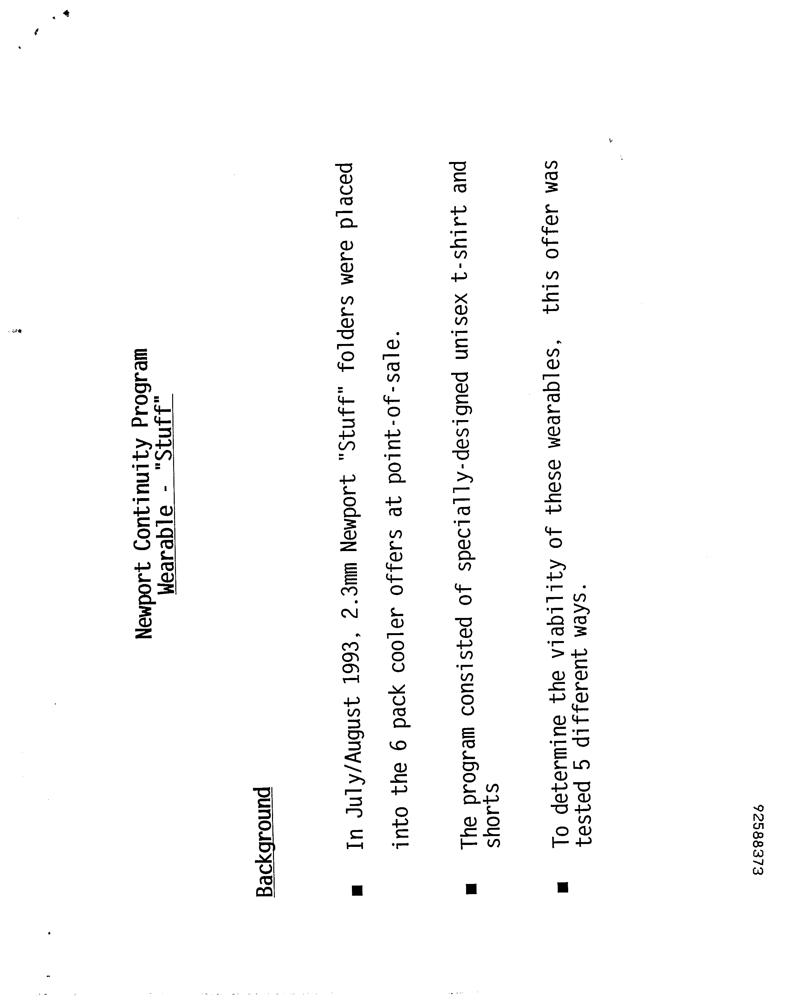 Newport Continuity Program
Wearable - "Stuff"
Background
■ In July/August 1993, 2.3mm Newport "Stuff" folders were placed
into the 6 pack cooler offers at point-of-sale.
■ The program consisted of specially-designed unisex t-shirt and
shorts
■ To determine the viability of these wearables, this offer was
tested 5 different ways.
92588373